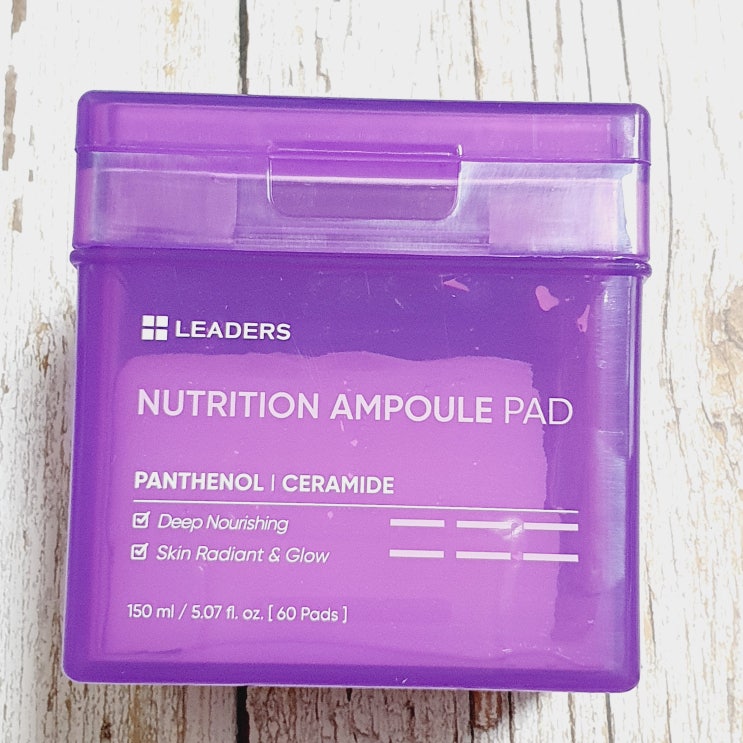 LEADERS
NUTRITION AMPOULE PAD
PANTHENOL | CERAMIDE
Deep Nourishing
Skin Radiant & Glow
150 ml / 5.07 fl. oz. [ 60 Pads ]